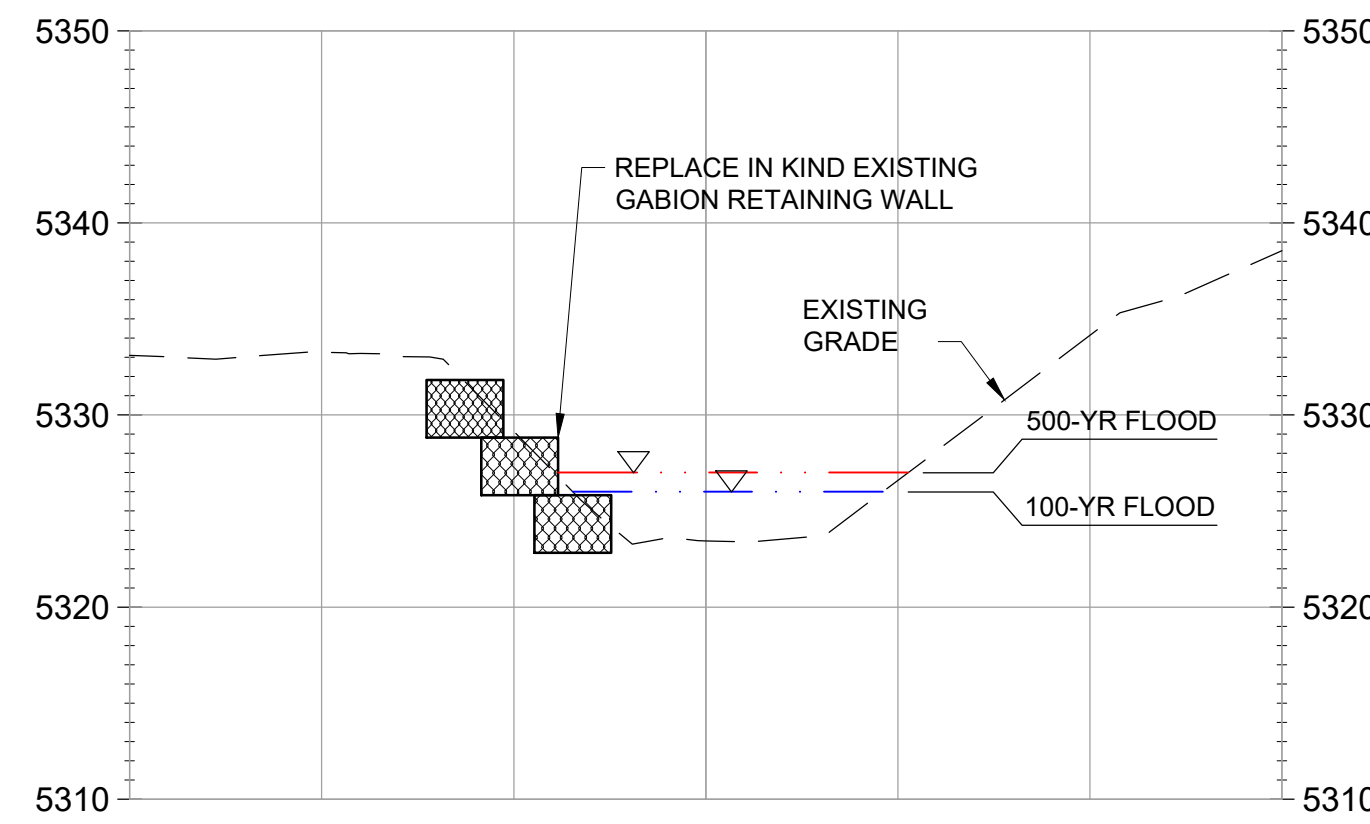 5350
5350
REPLACE IN KIND EXISTING
GABION RETAINING WALL
5340
5340
EXISTING
GRADE
5330
5330
500-YR FLOOD
100-YR FLOOD
5320
5320
5310
5310